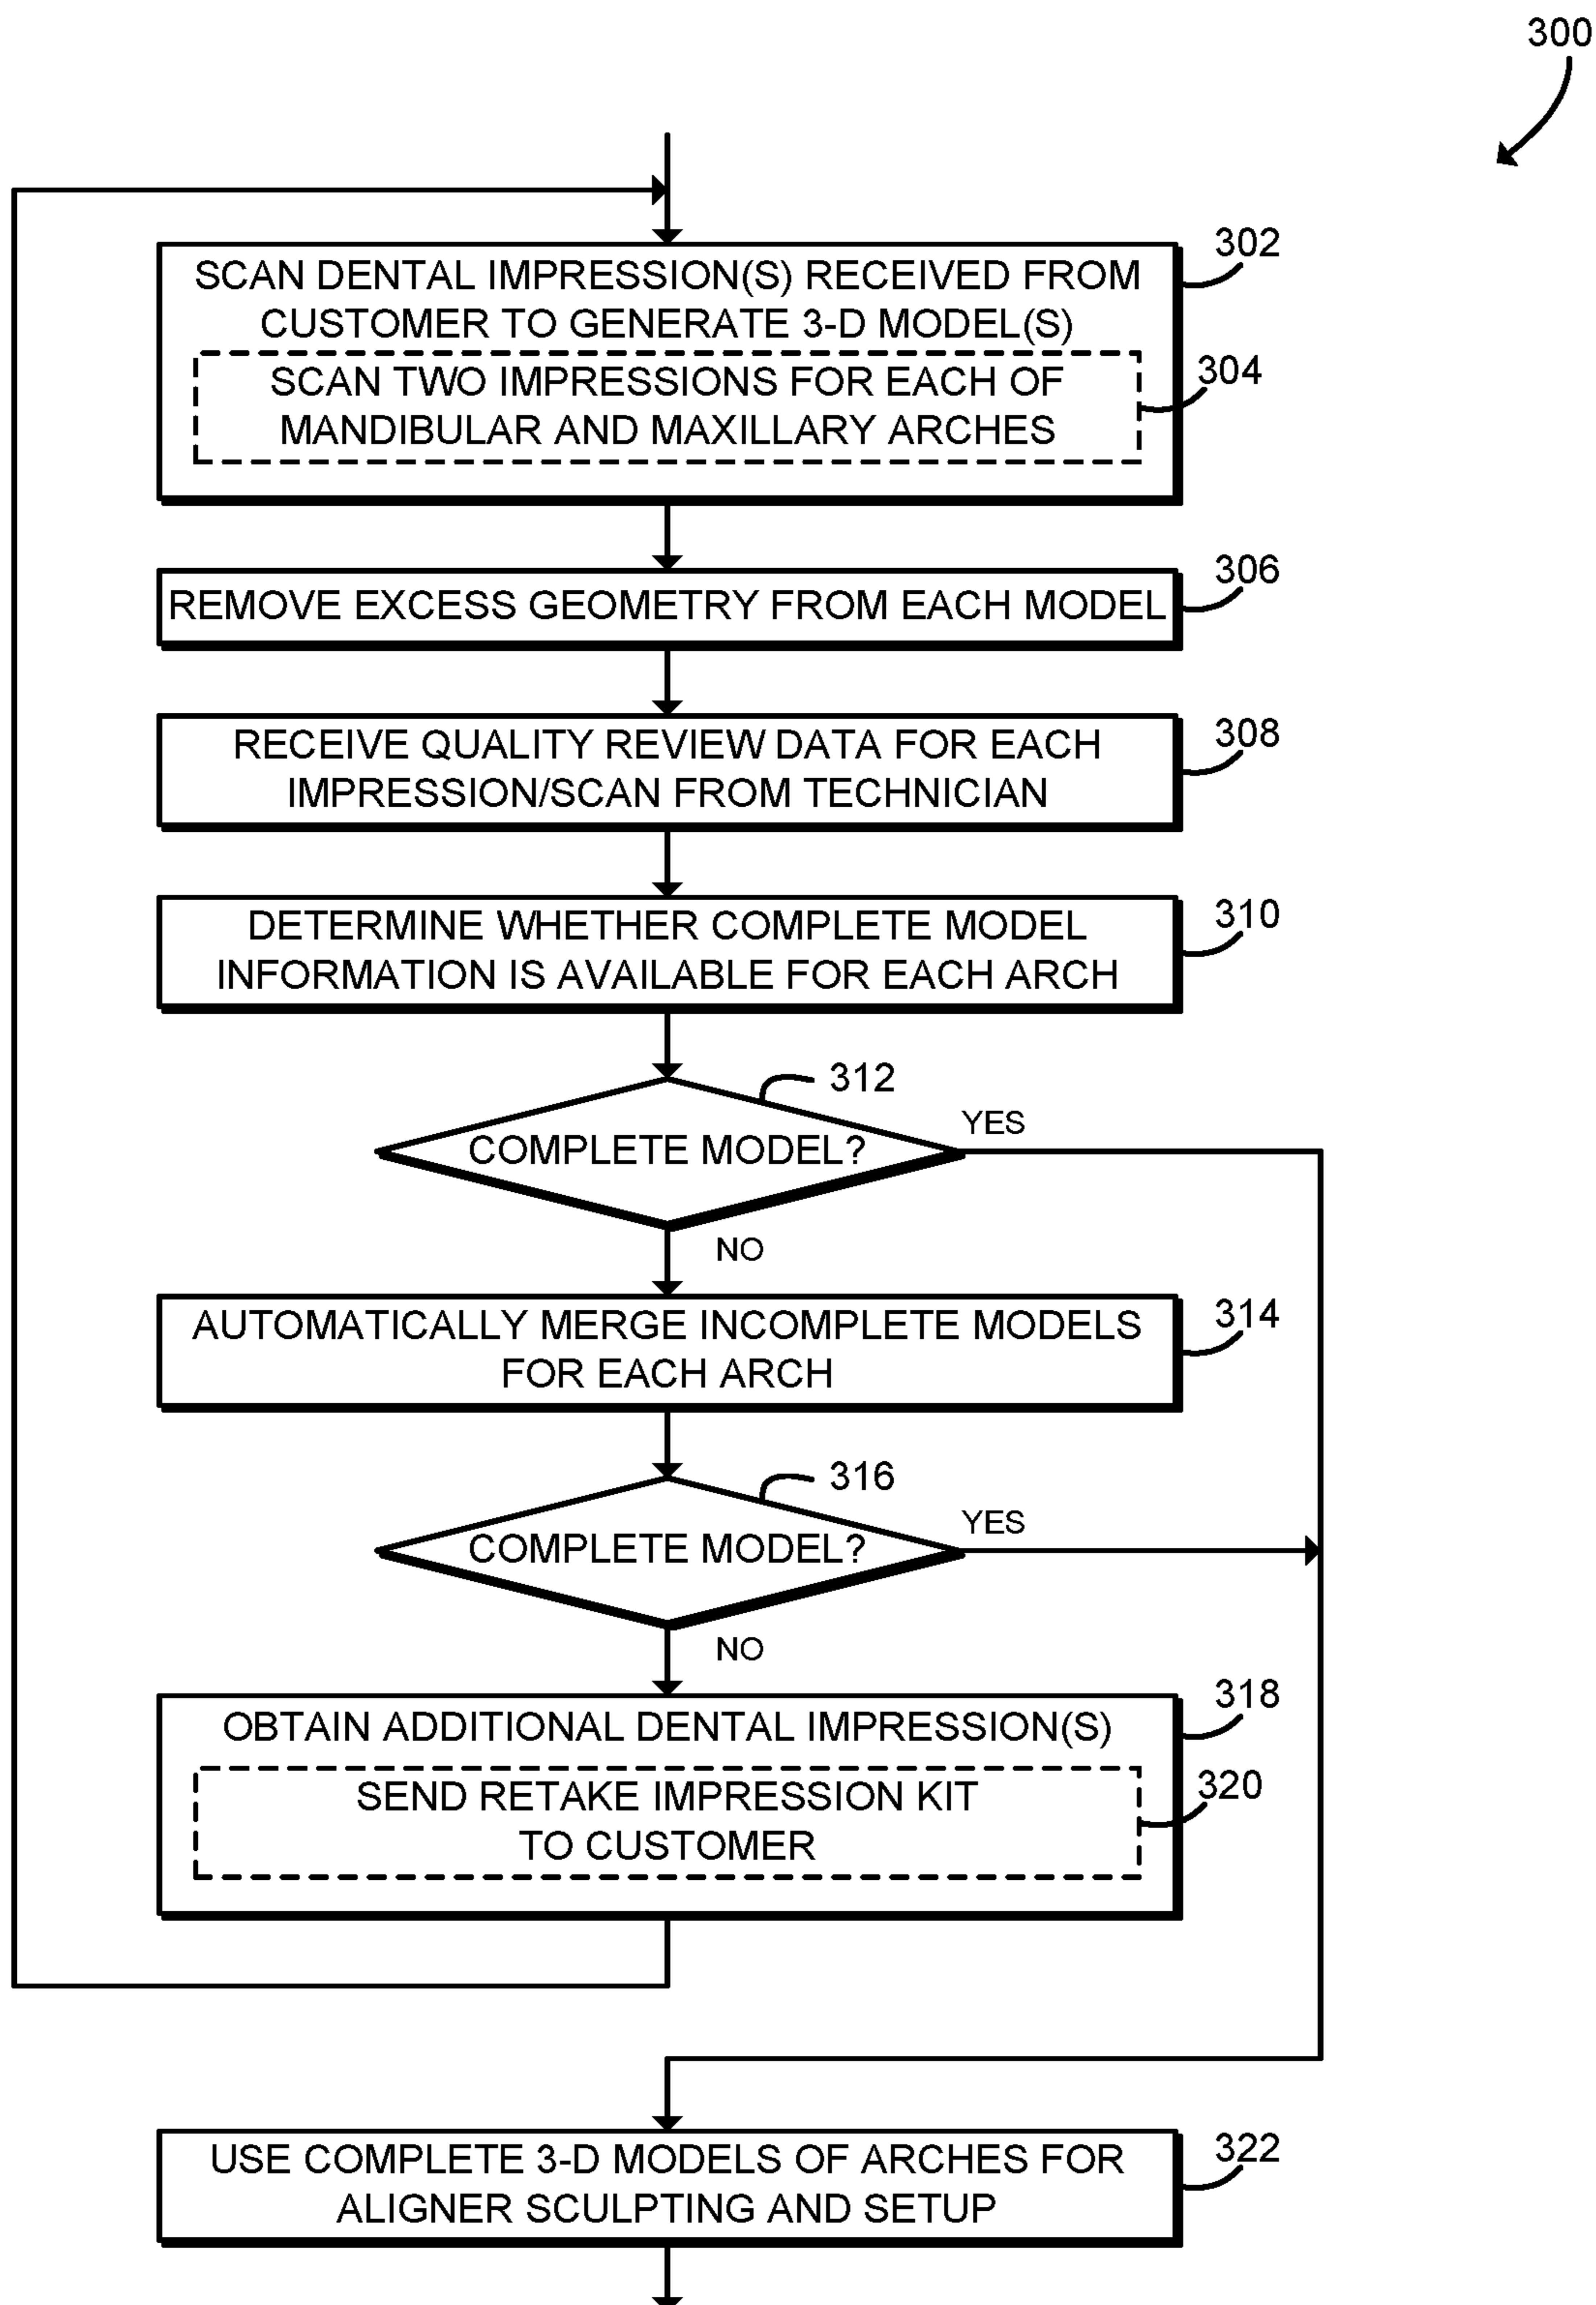 300
SCAN DENTAL IMPRESSION(S) RECEIVED FROM
CUSTOMER TO GENERATE 3-D MODEL(S)
302
SCAN TWO IMPRESSIONS FOR EACH OF
MANDIBULAR AND MAXILLARY ARCHES
304
REMOVE EXCESS GEOMETRY FROM EACH MODEL
306
RECEIVE QUALITY REVIEW DATA FOR EACH
IMPRESSION/SCAN FROM TECHNICIAN
308
DETERMINE WHETHER COMPLETE MODEL
INFORMATION IS AVAILABLE FOR EACH ARCH
310
312
COMPLETE MODEL?
YES
NO
AUTOMATICALLY MERGE INCOMPLETE MODELS
FOR EACH ARCH
314
316
COMPLETE MODEL?
YES
NO
OBTAIN ADDITIONAL DENTAL IMPRESSION(S)
318
SEND RETAKE IMPRESSION KIT
TO CUSTOMER
320
USE COMPLETE 3-D MODELS OF ARCHES FOR
ALIGNER SCULPTING AND SETUP
322